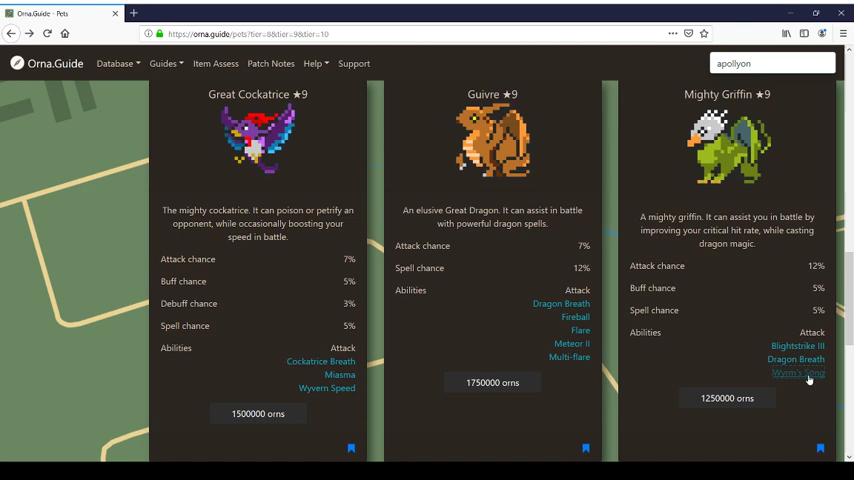 Orna.Guide - Pets
https://orna.guide/pets?tier=8&tier=9&tier=10
Orna.Guide
Database
Guides
Item Assess
Patch Notes
Help
Support
apollyon
Great Cockatrice ★9
The mighty cockatrice. It can poison or petrify an
opponent, while occasionally boosting your
speed in battle.
Attack chance 7%
Buff chance 5%
Debuff chance 3%
Spell chance 5%
Abilities Attack
Cockatrice Breath
Miasma
Wyvern Speed
1500000 orns
Guivre ★9
An elusive Great Dragon. It can assist in battle
with powerful dragon spells.
Attack chance 7%
Spell chance 12%
Abilities Attack
Dragon Breath
Fireball
Flare
Meteor II
Multi-flare
1750000 orns
Mighty Griffin ★9
A mighty griffin. It can assist you in battle by
improving your critical hit rate, while casting
dragon magic.
Attack chance 12%
Buff chance 5%
Spell chance 5%
Abilities Attack
Blightstrike III
Dragon Breath
Wyrm's Song
1250000 orns